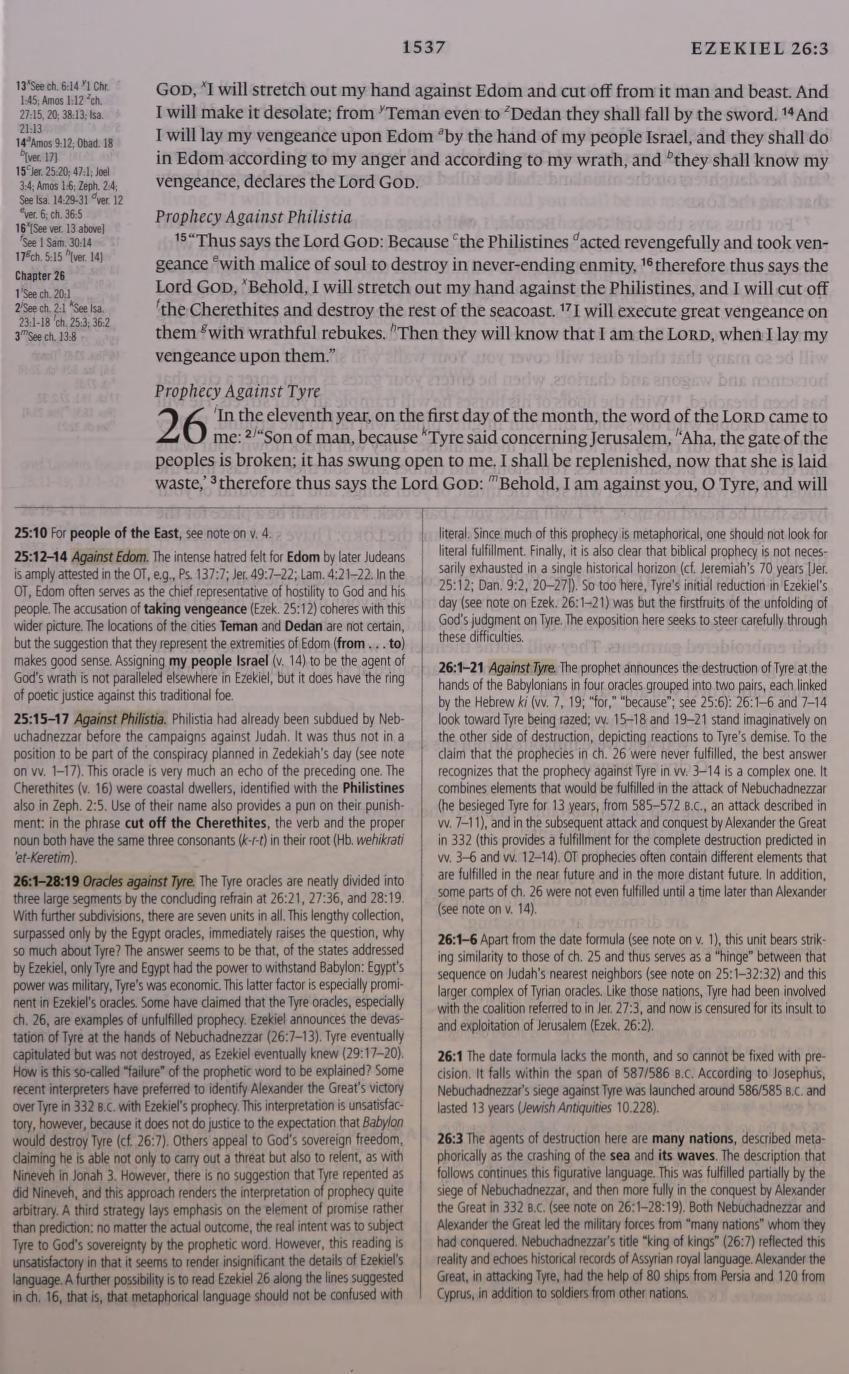 1537
EZEKIEL 26:3
13 xSee ch. 6:14 y1 Chr.
1:45; Amos 1:12 zch.
27:15, 20; 38:13; Isa.
21:13
14 aAmos 9:12; Obad. 18
b[ver. 17]
15 cJer. 25:20; 47:1; Joel
3:4; Amos 1:6; Zeph. 2:4;
See Isa. 14:29-31 dver. 12
ever. 6; ch. 36:5
16 x[See ver. 13 above]
fSee 1 Sam. 30:14
17 gch. 5:15 h[ver. 14]
Chapter 26
1 iSee ch. 20:1
2 jSee ch. 2:1 kSee Isa.
23:1-18 lch. 25:3; 36:2
3 mSee ch. 13:8
GOD, xI will stretch out my hand against Edom and cut off from it man and beast. And
I will make it desolate; from yTeman even to zDedan they shall fall by the sword. 14 And
I will lay my vengeance upon Edom aby the hand of my people Israel, and they shall do
in Edom according to my anger and according to my wrath, and bthey shall know my
vengeance, declares the Lord GOD.
Prophecy Against Philistia
15 “Thus says the Lord GOD: Because cthe Philistines dacted revengefully and took ven-
geance ewith malice of soul to destroy in never-ending enmity, 16 therefore thus says the
Lord GOD, xBehold, I will stretch out my hand against the Philistines, and I will cut off
fthe Cherethites and destroy the rest of the seacoast. 17 I will execute great vengeance on
them gwith wrathful rebukes. hThen they will know that I am the LORD, when I lay my
vengeance upon them.”
Prophecy Against Tyre
26 iIn the eleventh year, on the first day of the month, the word of the LORD came to
me: 2 j“Son of man, because kTyre said concerning Jerusalem, l‘Aha, the gate of the
peoples is broken; it has swung open to me. I shall be replenished, now that she is laid
waste,’ 3 therefore thus says the Lord GOD: mBehold, I am against you, O Tyre, and will
25:10 For people of the East, see note on v. 4.
25:12–14 Against Edom. The intense hatred felt for Edom by later Judeans
is amply attested in the OT, e.g., Ps. 137:7; Jer. 49:7–22; Lam. 4:21–22. In the
OT, Edom often serves as the chief representative of hostility to God and his
people. The accusation of taking vengeance (Ezek. 25:12) coheres with this
wider picture. The locations of the cities Teman and Dedan are not certain,
but the suggestion that they represent the extremities of Edom (from . . . to)
makes good sense. Assigning my people Israel (v. 14) to be the agent of
God’s wrath is not paralleled elsewhere in Ezekiel, but it does have the ring
of poetic justice against this traditional foe.
25:15–17 Against Philistia. Philistia had already been subdued by Neb-
uchadnezzar before the campaigns against Judah. It was thus not in a
position to be part of the conspiracy planned in Zedekiah’s day (see note
on vv. 1–17). This oracle is very much an echo of the preceding one. The
Cherethites (v. 16) were coastal dwellers, identified with the Philistines
also in Zeph. 2:5. Use of their name also provides a pun on their punish-
ment: in the phrase cut off the Cherethites, the verb and the proper
noun both have the same three consonants (k-r-t) in their root (Hb. wehikrati
’et-Keretim).
26:1–28:19 Oracles against Tyre. The Tyre oracles are neatly divided into
three large segments by the concluding refrain at 26:21, 27:36, and 28:19.
With further subdivisions, there are seven units in all. This lengthy collection,
surpassed only by the Egypt oracles, immediately raises the question, why
so much about Tyre? The answer seems to be that, of the states addressed
by Ezekiel, only Tyre and Egypt had the power to withstand Babylon: Egypt’s
power was military, Tyre’s was economic. This latter factor is especially promi-
nent in Ezekiel’s oracles. Some have claimed that the Tyre oracles, especially
ch. 26, are examples of unfulfilled prophecy. Ezekiel announces the devas-
tation of Tyre at the hands of Nebuchadnezzar (26:7–13). Tyre eventually
capitulated but was not destroyed, as Ezekiel eventually knew (29:17–20).
How is this so-called “failure” of the prophetic word to be explained? Some
recent interpreters have preferred to identify Alexander the Great’s victory
over Tyre in 332 B.C. with Ezekiel’s prophecy. This interpretation is unsatisfac-
tory, however, because it does not do justice to the expectation that Babylon
would destroy Tyre (cf. 26:7). Others appeal to God’s sovereign freedom,
claiming he is able not only to carry out a threat but also to relent, as with
Nineveh in Jonah 3. However, there is no suggestion that Tyre repented as
did Nineveh, and this approach renders the interpretation of prophecy quite
arbitrary. A third strategy lays emphasis on the element of promise rather
than prediction: no matter the actual outcome, the real intent was to subject
Tyre to God’s sovereignty by the prophetic word. However, this reading is
unsatisfactory in that it seems to render insignificant the details of Ezekiel’s
language. A further possibility is to read Ezekiel 26 along the lines suggested
in ch. 16, that is, that metaphorical language should not be confused with
literal. Since much of this prophecy is metaphorical, one should not look for
literal fulfillment. Finally, it is also clear that biblical prophecy is not neces-
sarily exhausted in a single historical horizon (cf. Jeremiah’s 70 years [Jer.
25:12; Dan. 9:2, 20–27]). So too here, Tyre’s initial reduction in Ezekiel’s
day (see note on Ezek. 26:1–21) was but the firstfruits of the unfolding of
God’s judgment on Tyre. The exposition here seeks to steer carefully through
these difficulties.
26:1–21 Against Tyre. The prophet announces the destruction of Tyre at the
hands of the Babylonians in four oracles grouped into two pairs, each linked
by the Hebrew ki (vv. 7, 19; “for,” “because”; see 25:6): 26:1–6 and 7–14
look toward Tyre being razed; vv. 15–18 and 19–21 stand imaginatively on
the other side of destruction, depicting reactions to Tyre’s demise. To the
claim that the prophecies in ch. 26 were never fulfilled, the best answer
recognizes that the prophecy against Tyre in vv. 3–14 is a complex one. It
combines elements that would be fulfilled in the attack of Nebuchadnezzar
(he besieged Tyre for 13 years, from 585–572 B.C., an attack described in
vv. 7–11), and in the subsequent attack and conquest by Alexander the Great
in 332 (this provides a fulfillment for the complete destruction predicted in
vv. 3–6 and vv. 12–14). OT prophecies often contain different elements that
are fulfilled in the near future and in the more distant future. In addition,
some parts of ch. 26 were not even fulfilled until a time later than Alexander
(see note on v. 14).
26:1–6 Apart from the date formula (see note on v. 1), this unit bears strik-
ing similarity to those of ch. 25 and thus serves as a “hinge” between that
sequence on Judah’s nearest neighbors (see note on 25:1–32:32) and this
larger complex of Tyrian oracles. Like those nations, Tyre had been involved
with the coalition referred to in Jer. 27:3, and now is censured for its insult to
and exploitation of Jerusalem (Ezek. 26:2).
26:1 The date formula lacks the month, and so cannot be fixed with pre-
cision. It falls within the span of 587/586 B.C. According to Josephus,
Nebuchadnezzar’s siege against Tyre was launched around 586/585 B.C. and
lasted 13 years (Jewish Antiquities 10.228).
26:3 The agents of destruction here are many nations, described meta-
phorically as the crashing of the sea and its waves. The description that
follows continues this figurative language. This was fulfilled partially by the
siege of Nebuchadnezzar, and then more fully in the conquest by Alexander
the Great in 332 B.C. (see note on 26:1–28:19). Both Nebuchadnezzar and
Alexander the Great led the military forces from “many nations” whom they
had conquered. Nebuchadnezzar’s title “king of kings” (26:7) reflected this
reality and echoes historical records of Assyrian royal language. Alexander the
Great, in attacking Tyre, had the help of 80 ships from Persia and 120 from
Cyprus, in addition to soldiers from other nations.